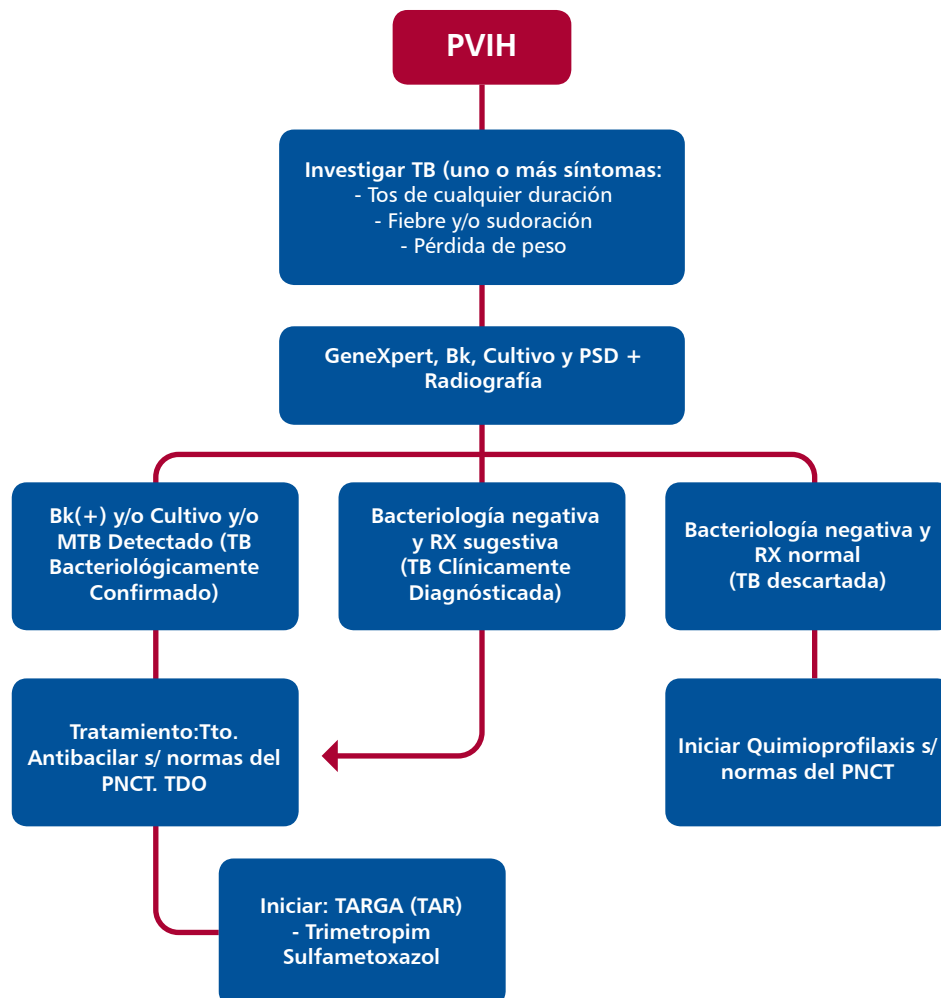 PVIH
Investigar TB (uno o más síntomas:
- Tos de cualquier duración
- Fiebre y/o sudoración
- Pérdida de peso
GeneXpert, Bk, Cultivo y PSD +
Radiografía
Bk(+) y/o Cultivo y/o
MTB Detectado (TB
Bacteriológicamente
Confirmado)
Bacteriología negativa
y RX sugestiva
(TB Clínicamente
Diagnósticada)
Bacteriología negativa y
RX normal
(TB descartada)
Tratamiento:Tto.
Antibacilar s/ normas del
PNCT. TDO
Iniciar Quimioprofilaxis s/
normas del PNCT
Iniciar: TARGA (TAR)
- Trimetropim
Sulfametoxazol